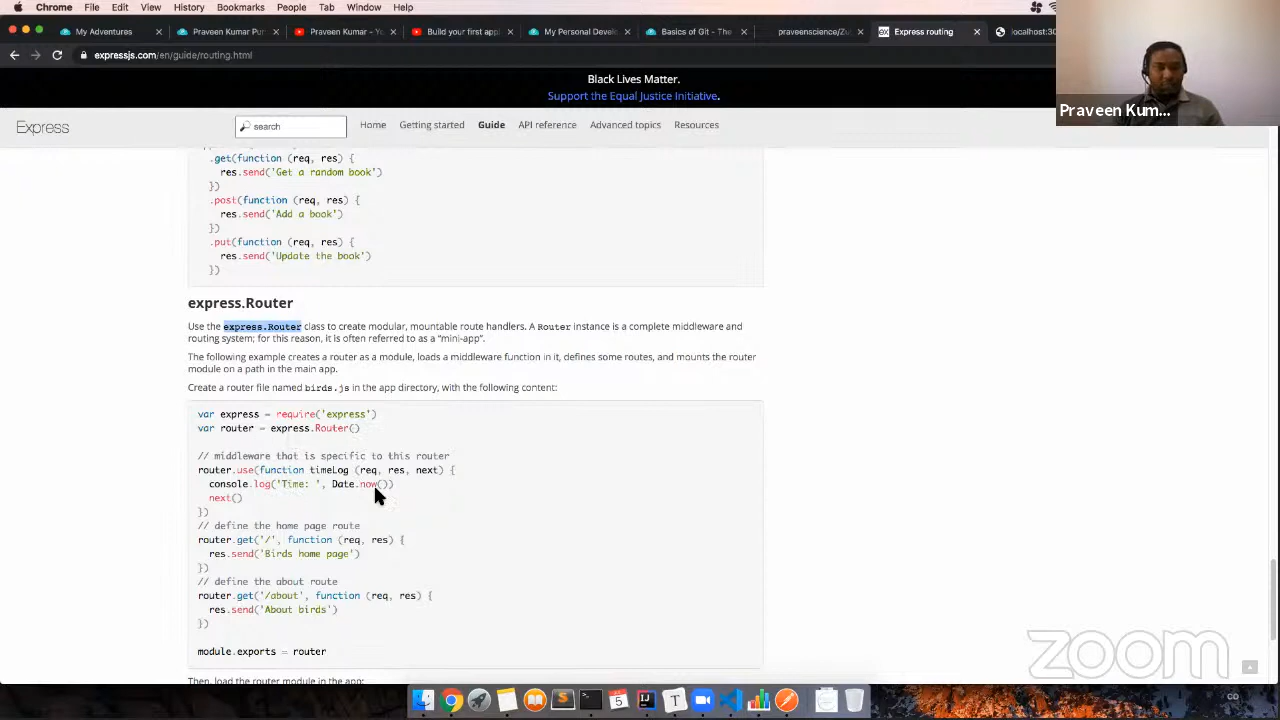 Chrome File Edit View History Bookmarks People Tab Window Help
My Adventures
Praveen Kumar Pur
Praveen Kumar - Yo
Build your first appl
My Personal Develo
Basics of Git - The
praveenscience/Zu
Express routing
localhost:30
expressjs.com/en/guide/routing.html
Praveen Kum...
Black Lives Matter.
Support the Equal Justice Initiative.
Express
search
Home Getting started Guide API reference Advanced topics Resources
.get(function (req, res) {
res.send('Get a random book')
})
.post(function (req, res) {
res.send('Add a book')
})
.put(function (req, res) {
res.send('Update the book')
})
express.Router
Use the express.Router class to create modular, mountable route handlers. A Router instance is a complete middleware and
routing system; for this reason, it is often referred to as a “mini-app”.
The following example creates a router as a module, loads a middleware function in it, defines some routes, and mounts the router
module on a path in the main app.
Create a router file named birds.js in the app directory, with the following content:
var express = require('express')
var router = express.Router()
// middleware that is specific to this router
router.use(function timeLog (req, res, next) {
console.log('Time: ', Date.now())
next()
})
// define the home page route
router.get('/', function (req, res) {
res.send('Birds home page')
})
// define the about route
router.get('/about', function (req, res) {
res.send('About birds')
})
module.exports = router
Then, load the router module in the app:
zoom
5